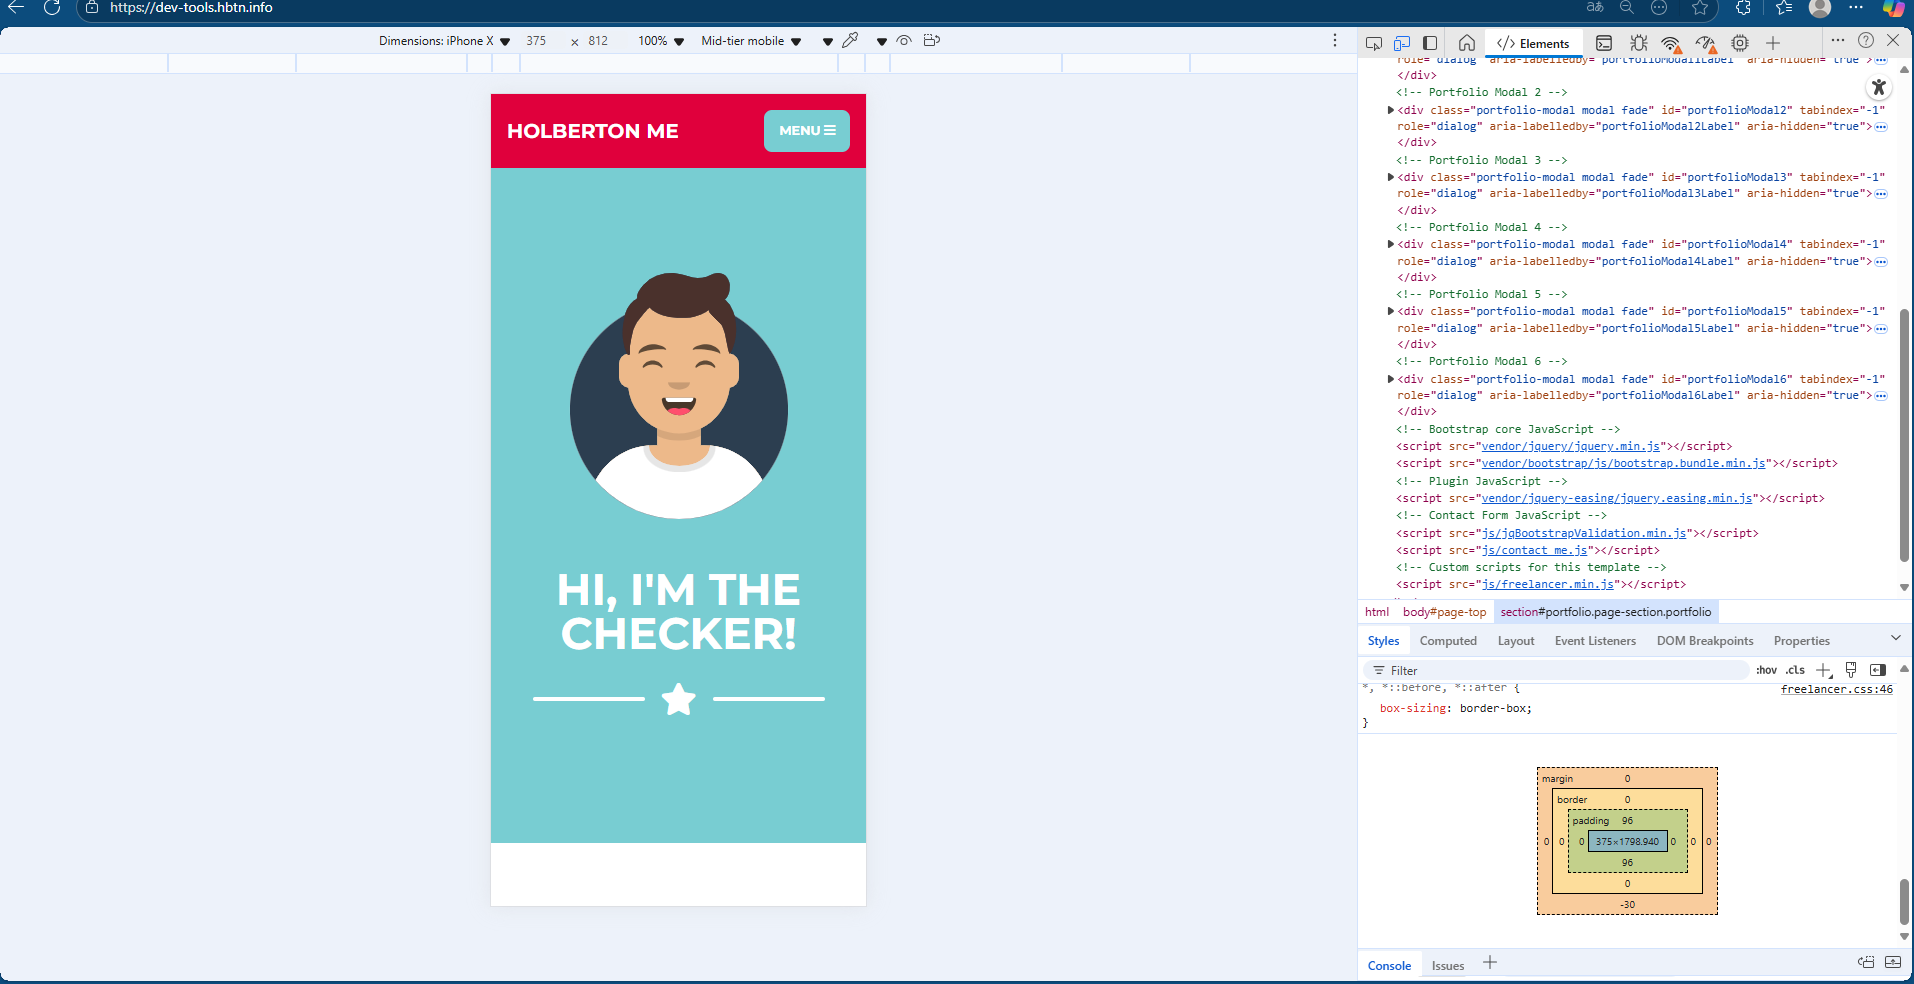 https://dev-tools.hbtn.info
Dimensions: iPhone X 375 × 812 100% Mid-tier mobile
Elements
HOLBERTON ME
MENU
HI, I'M THE
CHECKER!
role="dialog" aria-labelledby="portfolioModal1Label" aria-hidden="true">
</div>
<!-- Portfolio Modal 2 -->
<div class="portfolio-modal modal fade" id="portfolioModal2" tabindex="-1"
role="dialog" aria-labelledby="portfolioModal2Label" aria-hidden="true">
</div>
<!-- Portfolio Modal 3 -->
<div class="portfolio-modal modal fade" id="portfolioModal3" tabindex="-1"
role="dialog" aria-labelledby="portfolioModal3Label" aria-hidden="true">
</div>
<!-- Portfolio Modal 4 -->
<div class="portfolio-modal modal fade" id="portfolioModal4" tabindex="-1"
role="dialog" aria-labelledby="portfolioModal4Label" aria-hidden="true">
</div>
<!-- Portfolio Modal 5 -->
<div class="portfolio-modal modal fade" id="portfolioModal5" tabindex="-1"
role="dialog" aria-labelledby="portfolioModal5Label" aria-hidden="true">
</div>
<!-- Portfolio Modal 6 -->
<div class="portfolio-modal modal fade" id="portfolioModal6" tabindex="-1"
role="dialog" aria-labelledby="portfolioModal6Label" aria-hidden="true">
</div>
<!-- Bootstrap core JavaScript -->
<script src="vendor/jquery/jquery.min.js"></script>
<script src="vendor/bootstrap/js/bootstrap.bundle.min.js"></script>
<!-- Plugin JavaScript -->
<script src="vendor/jquery-easing/jquery.easing.min.js"></script>
<!-- Contact Form JavaScript -->
<script src="js/jqBootstrapValidation.min.js"></script>
<script src="js/contact_me.js"></script>
<!-- Custom scripts for this template -->
<script src="js/freelancer.min.js"></script>
html body#page-top section#portfolio.page-section.portfolio
Styles Computed Layout Event Listeners DOM Breakpoints Properties
Filter :hov .cls
*, *::before, *::after { freelancer.css:46
box-sizing: border-box;
}
margin 0
border 0
padding 96
0 0 0 375×1798.940 0 0 0
96
0
-30
Console Issues